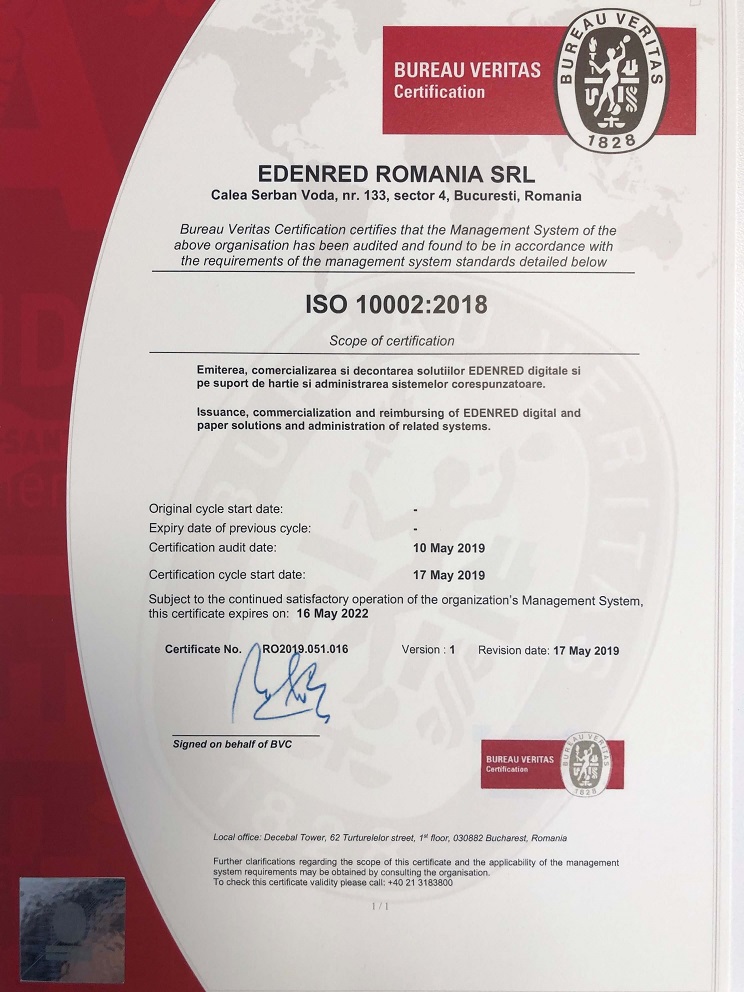 BUREAU VERITAS
Certification
BUREAU VERITAS
1828
EDENRED ROMANIA SRL
Calea Serban Voda, nr. 133, sector 4, Bucuresti, Romania
Bureau Veritas Certification certifies that the Management System of the
above organisation has been audited and found to be in accordance with
the requirements of the management system standards detailed below
ISO 10002:2018
Scope of certification
Emiterea, comercializarea si decontarea solutiilor EDENRED digitale si
pe suport de hartie si administrarea sistemelor corespunzatoare.
Issuance, commercialization and reimbursing of EDENRED digital and
paper solutions and administration of related systems.
Original cycle start date: -
Expiry date of previous cycle: -
Certification audit date: 10 May 2019
Certification cycle start date: 17 May 2019
Subject to the continued satisfactory operation of the organization's Management System,
this certificate expires on: 16 May 2022
Certificate No. RO2019.051.016 Version : 1 Revision date: 17 May 2019
Signed on behalf of BVC
BUREAU VERITAS
Certification
BUREAU VERITAS
1828
Local office: Decebal Tower, 62 Turturelelor street, 1st floor, 030882 Bucharest, Romania
Further clarifications regarding the scope of this certificate and the applicability of the management
system requirements may be obtained by consulting the organisation.
To check this certificate validity please call: +40 21 3183800
1 / 1